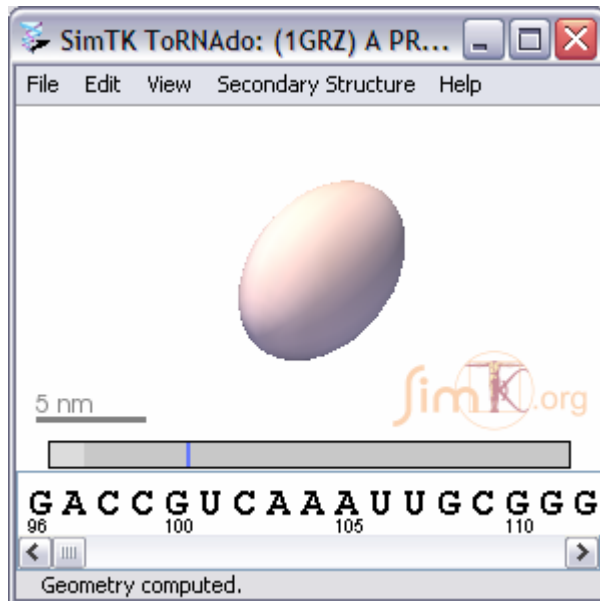 SimTK ToRNAdo: (1GRZ) A PR...
File Edit View Secondary Structure Help
5 nm
SimTK.org
G A C C G U C A A A U U G C G G G
96 100 105 110
Geometry computed.